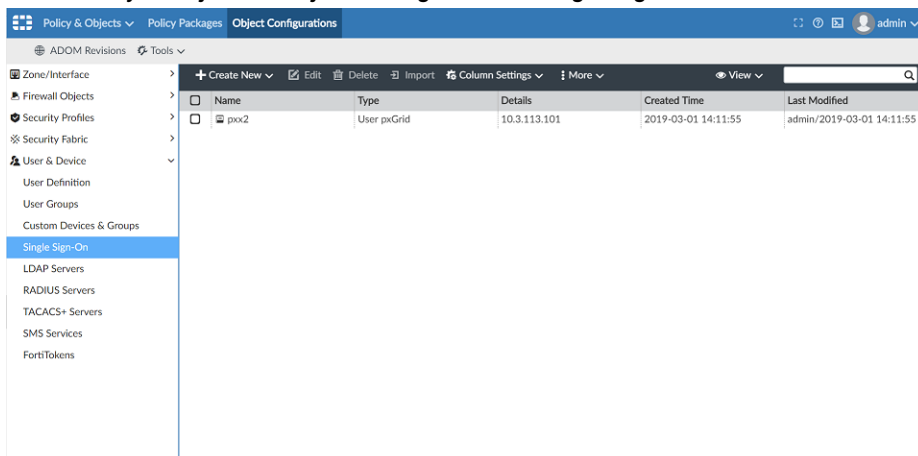 Policy & Objects Policy Packages Object Configurations admin
ADOM Revisions Tools
Zone/Interface
Firewall Objects
Security Profiles
Security Fabric
User & Device
User Definition
User Groups
Custom Devices & Groups
Single Sign-On
LDAP Servers
RADIUS Servers
TACACS+ Servers
SMS Services
FortiTokens
Create New Edit Delete Import Column Settings More View
Name Type Details Created Time Last Modified
pxx2 User pxGrid 10.3.113.101 2019-03-01 14:11:55 admin/2019-03-01 14:11:55